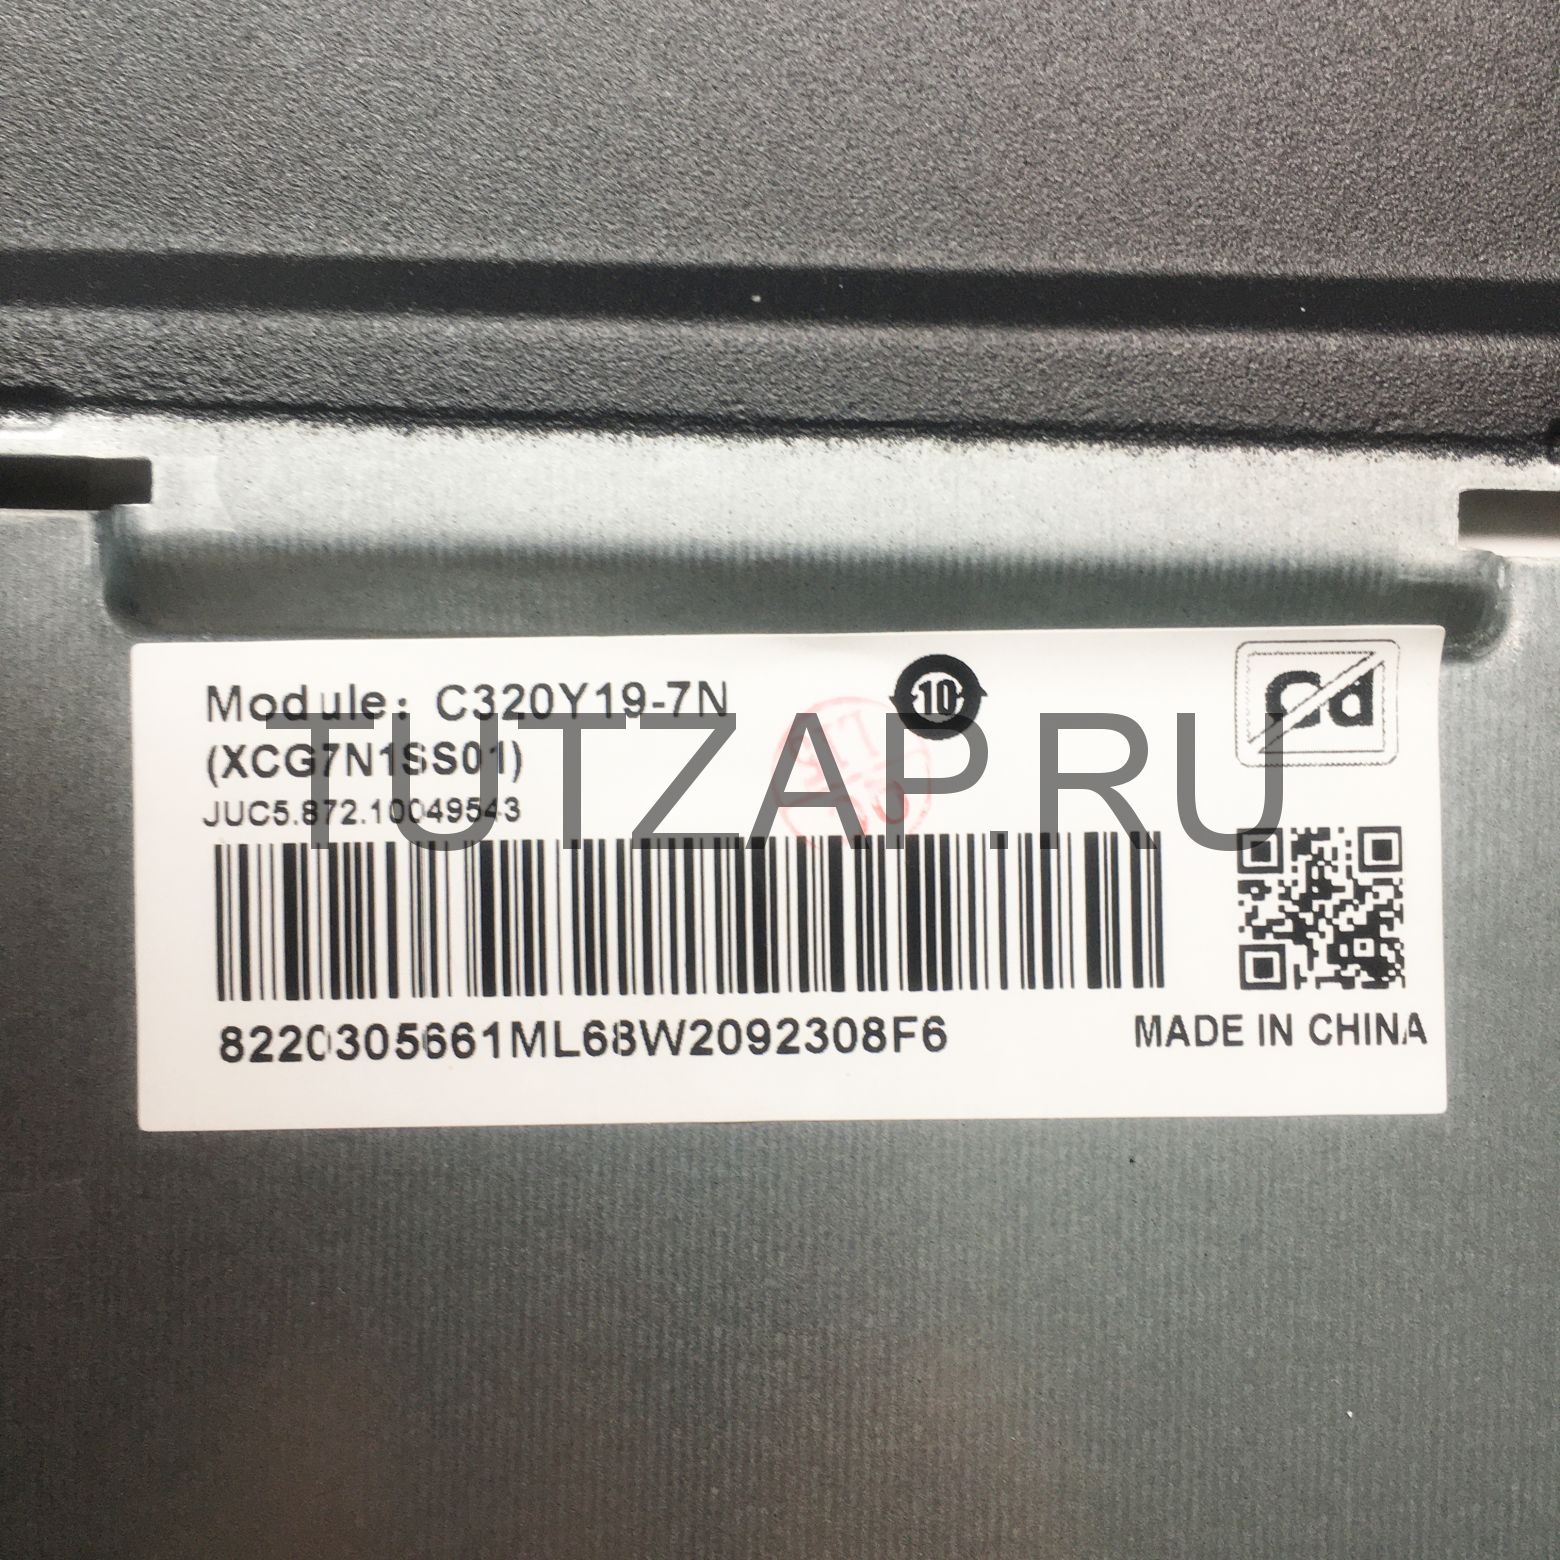 Module: C320Y19-7N
10
Cd
(XCG7N1SS01)
JUC5.872.10049543
TUTZAP.RU
8220305661ML68W2092308F6
MADE IN CHINA